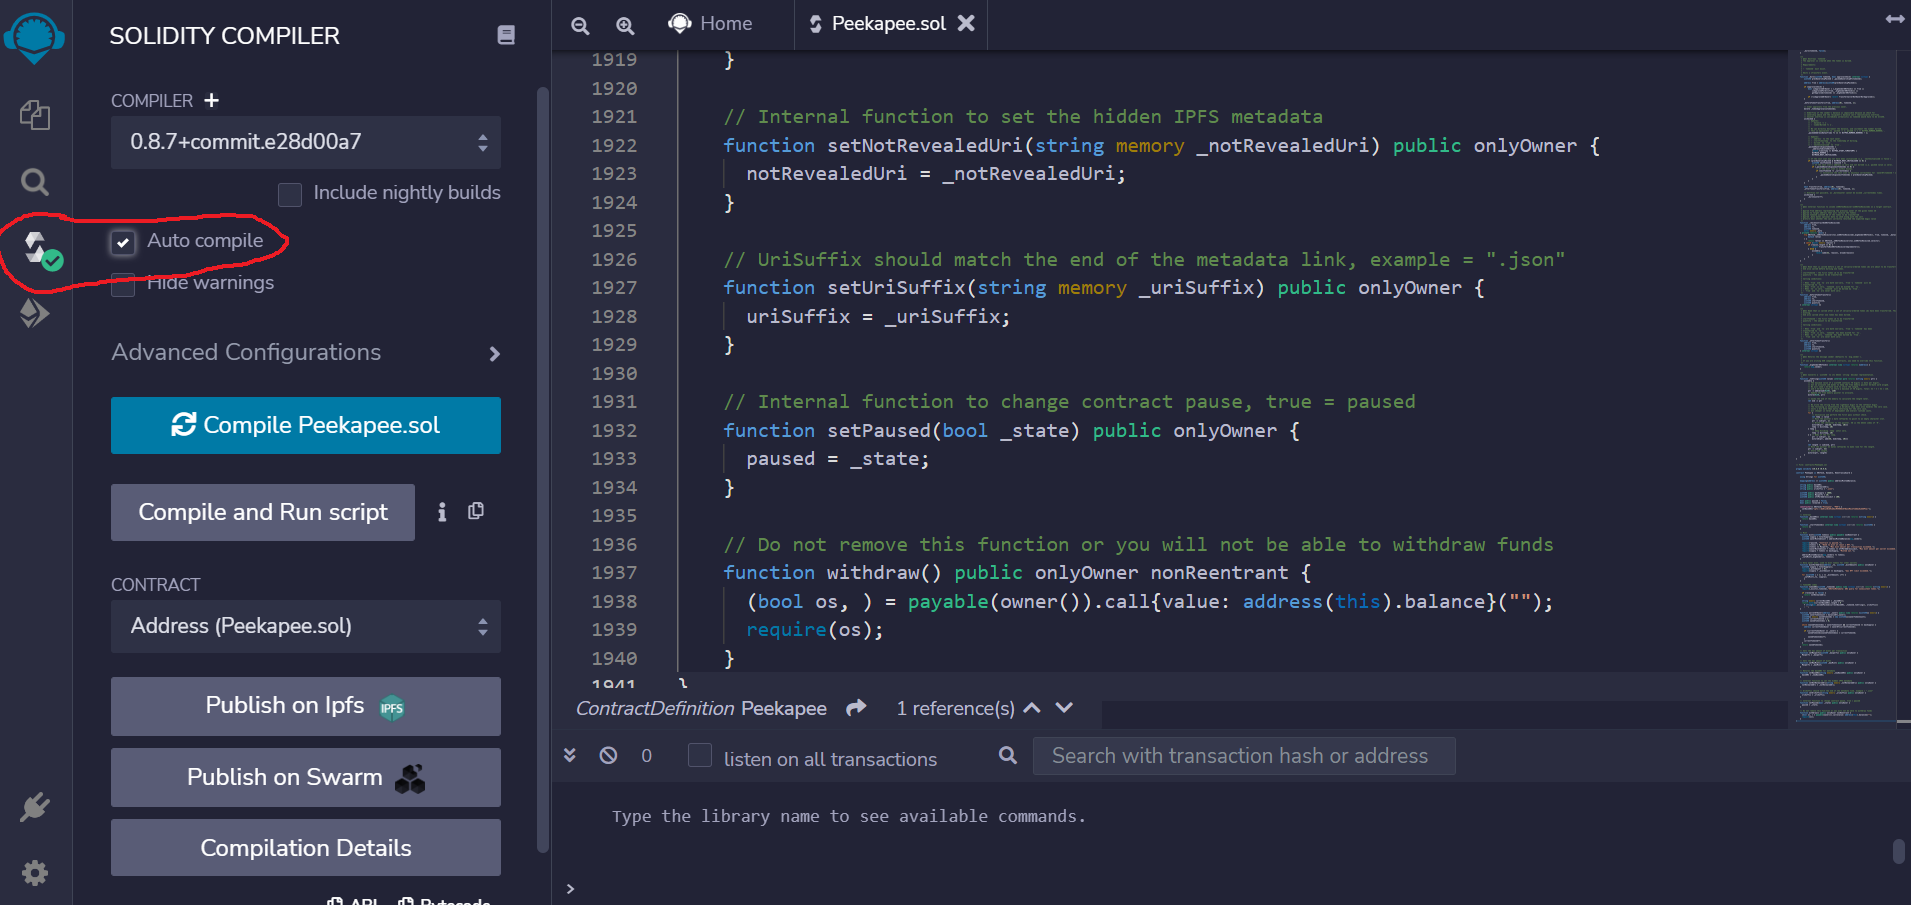 SOLIDITY COMPILER
COMPILER
0.8.7+commit.e28d00a7
Include nightly builds
Auto compile
Hide warnings
Advanced Configurations
Compile Peekapee.sol
Compile and Run script
CONTRACT
Address (Peekapee.sol)
Publish on Ipfs IPFS
Publish on Swarm
Compilation Details
ABI Bytecode
Home Peekapee.sol
1919 }
1920
1921 // Internal function to set the hidden IPFS metadata
1922 function setNotRevealedUri(string memory _notRevealedUri) public onlyOwner {
1923 notRevealedUri = _notRevealedUri;
1924 }
1925
1926 // UriSuffix should match the end of the metadata link, example = ".json"
1927 function setUriSuffix(string memory _uriSuffix) public onlyOwner {
1928 uriSuffix = _uriSuffix;
1929 }
1930
1931 // Internal function to change contract pause, true = paused
1932 function setPaused(bool _state) public onlyOwner {
1933 paused = _state;
1934 }
1935
1936 // Do not remove this function or you will not be able to withdraw funds
1937 function withdraw() public onlyOwner nonReentrant {
1938 (bool os, ) = payable(owner()).call{value: address(this).balance}("");
1939 require(os);
1940 }
1941 }
ContractDefinition Peekapee 1 reference(s)
0 listen on all transactions Search with transaction hash or address
Type the library name to see available commands.
>